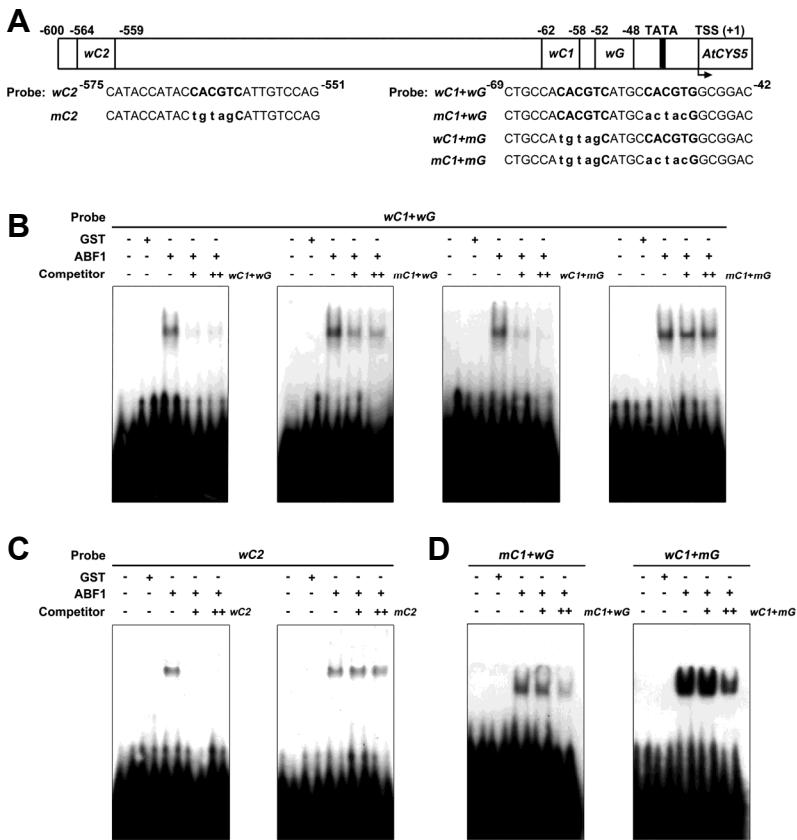 A
-600 -564 -559 -62 -58 -52 -48 TATA TSS (+1)
wC2 wC1 wG AtCYS5
Probe: wC2 -575 CATACCATACCACGTCATTGTCCAG -551
mC2 CATACCATACtgtagCATTGTCCAG
Probe: wC1+wG -69 CTGCCACACGTCATGCCACGTGGCGGAC -42
mC1+wG CTGCCACACGTCATGCactacGGCGGAC
wC1+mG CTGCCAtgtagCATGCCACGTGGCGGAC
mC1+mG CTGCCAtgtagCATGCactacGGCGGAC
B
Probe wC1+wG
GST - + - - - - + - - - - + - - - - + - - -
ABF1 - - + + + - - + + + - - + + + - - + + +
Competitor - - - + ++ wC1+wG - - - + ++ mC1+wG - - - + ++ wC1+mG - - - + ++ mC1+mG
C
Probe wC2
GST - + - - - - + - - -
ABF1 - - + + + - - + + +
Competitor - - - + ++ wC2 - - - + ++ mC2
D
mC1+wG wC1+mG
- + - - - - + - - -
- - + + + - - + + +
- - - + ++ mC1+wG - - - + ++ wC1+mG